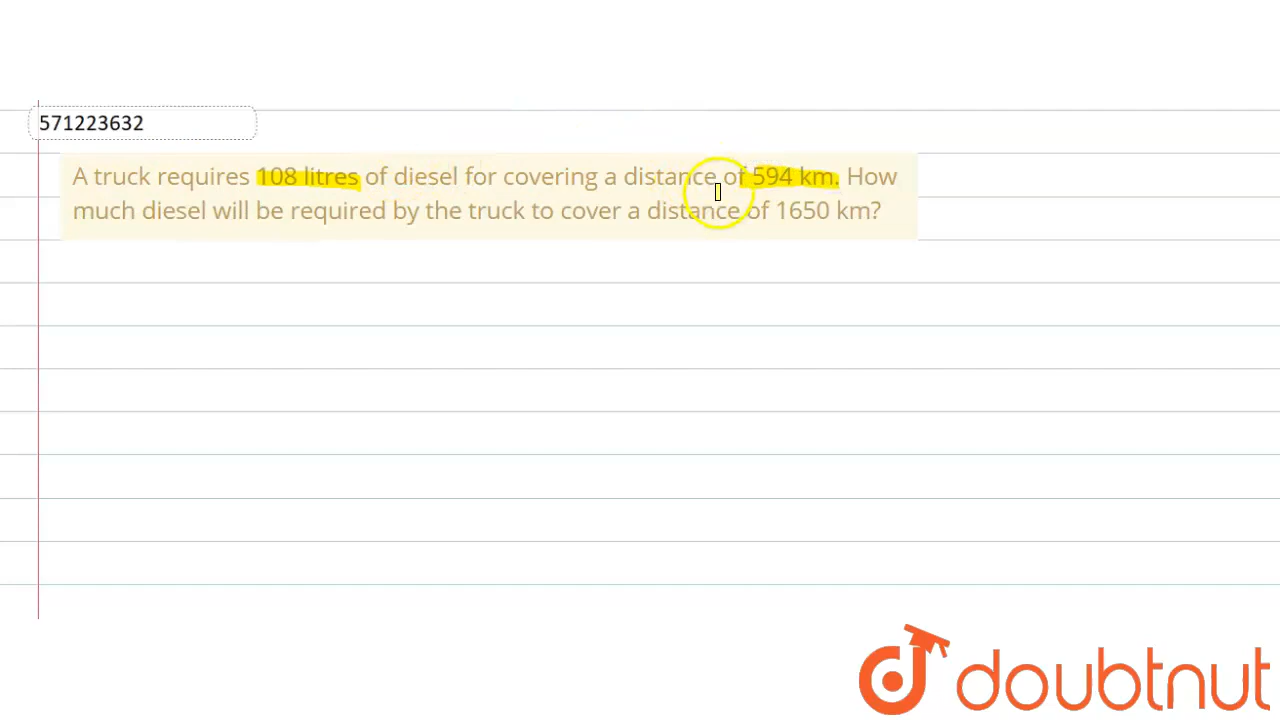 571223632
A truck requires 108 litres of diesel for covering a distance of 594 km. How
much diesel will be required by the truck to cover a distance of 1650 km?
doubtnut